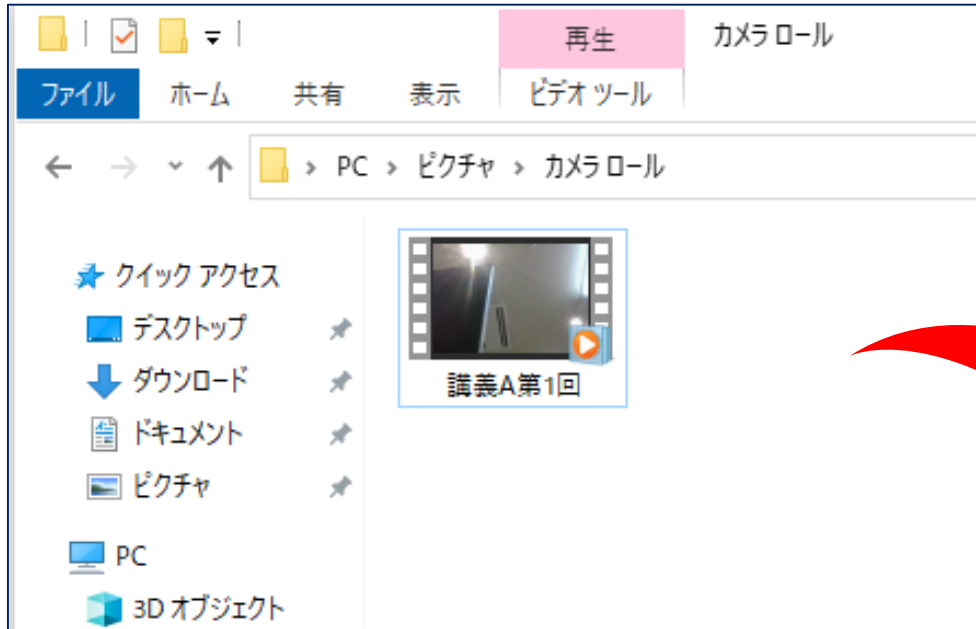 再生
カメラ ロール
ファイル ホーム 共有 表示 ビデオ ツール
PC › ピクチャ › カメラ ロール
クイック アクセス
デスクトップ
ダウンロード
ドキュメント
ピクチャ
PC
3D オブジェクト
講義A第1回